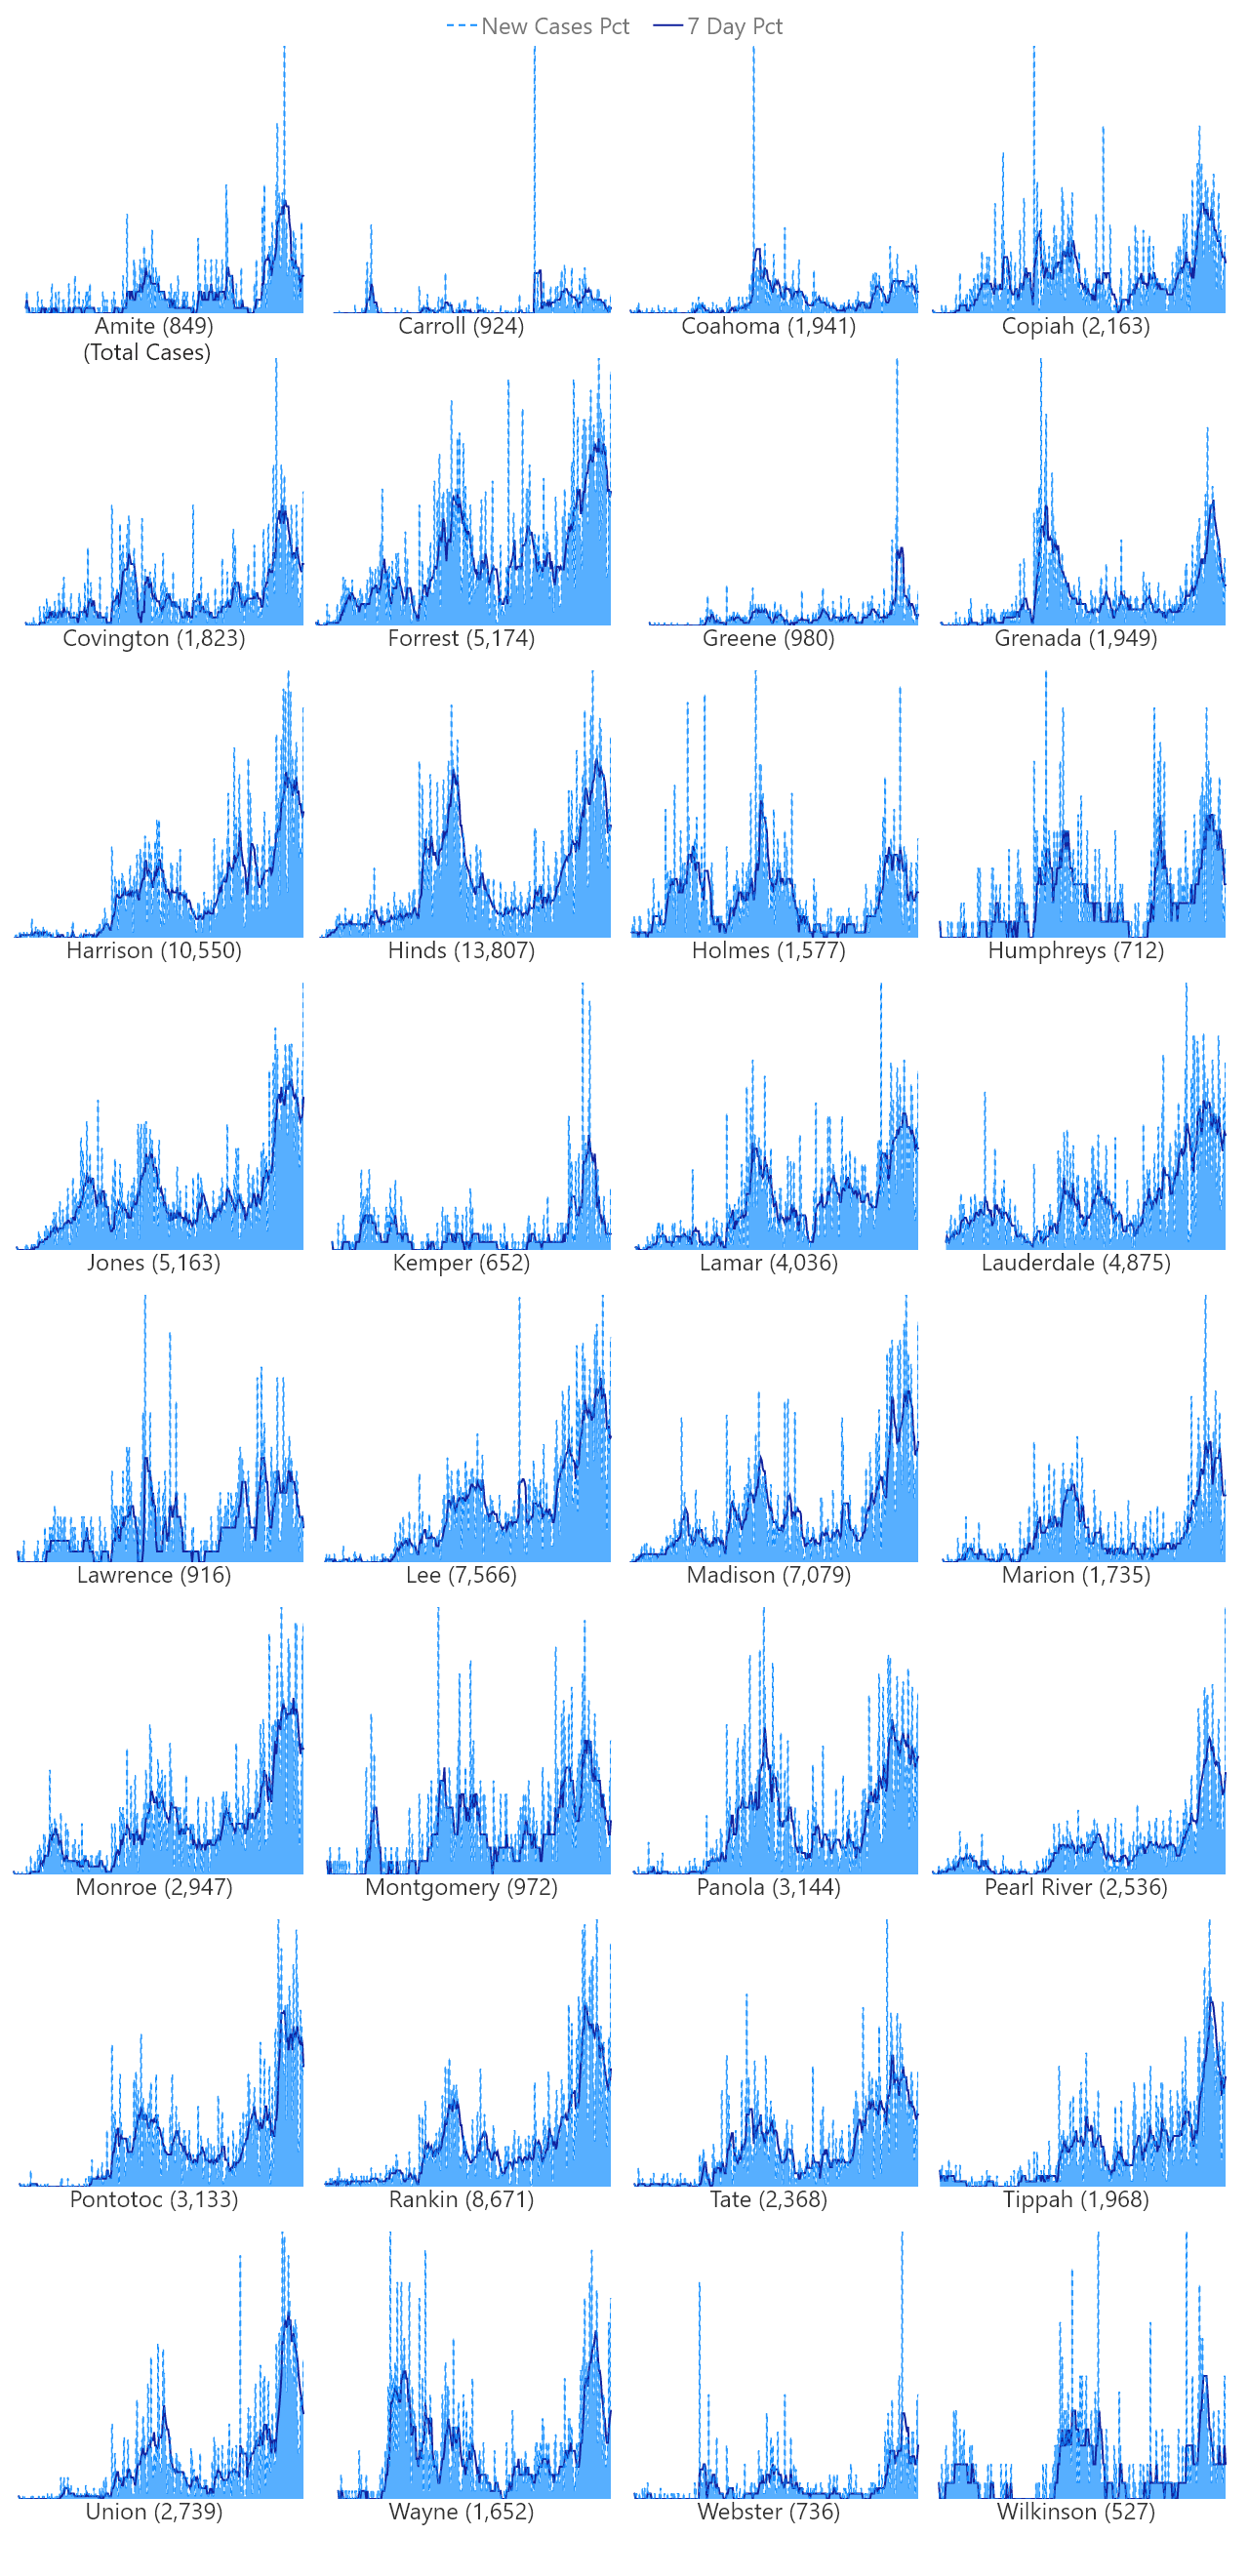 New Cases Pct 7 Day Pct
Amite (849) Carroll (924) Coahoma (1,941) Copiah (2,163)
(Total Cases)
Covington (1,823) Forrest (5,174) Greene (980) Grenada (1,949)
Harrison (10,550) Hinds (13,807) Holmes (1,577) Humphreys (712)
Jones (5,163) Kemper (652) Lamar (4,036) Lauderdale (4,875)
Lawrence (916) Lee (7,566) Madison (7,079) Marion (1,735)
Monroe (2,947) Montgomery (972) Panola (3,144) Pearl River (2,536)
Pontotoc (3,133) Rankin (8,671) Tate (2,368) Tippah (1,968)
Union (2,739) Wayne (1,652) Webster (736) Wilkinson (527)